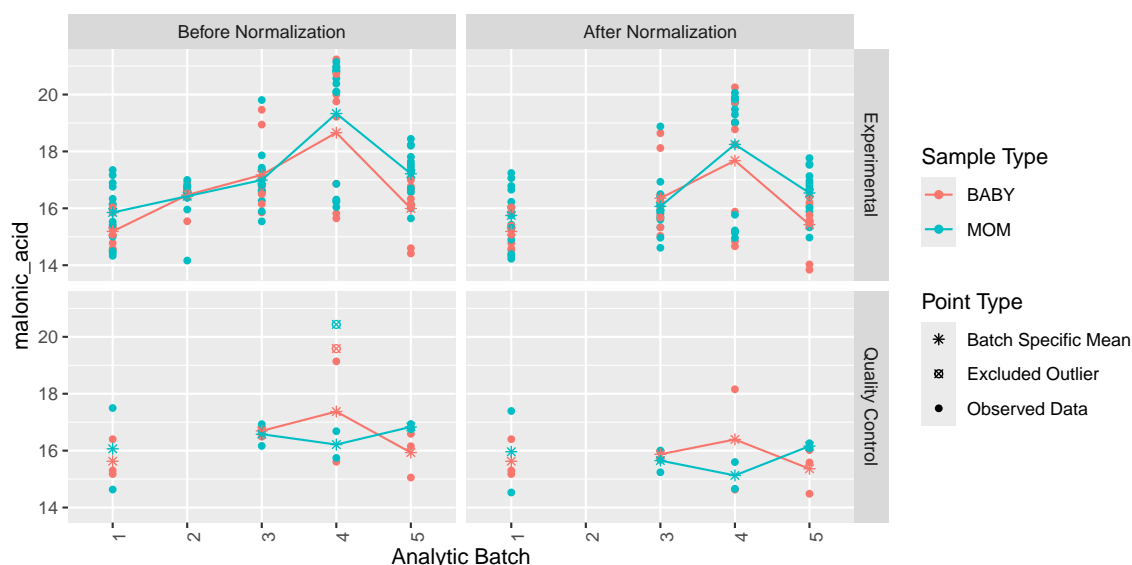 Before Normalization
After Normalization
20
18
16
14
Experimental
20
18
16
14
Quality Control
malonic_acid
1
2
3
4
5
1
2
3
4
5
Analytic Batch
Sample Type
BABY
MOM
Point Type
Batch Specific Mean
Excluded Outlier
Observed Data